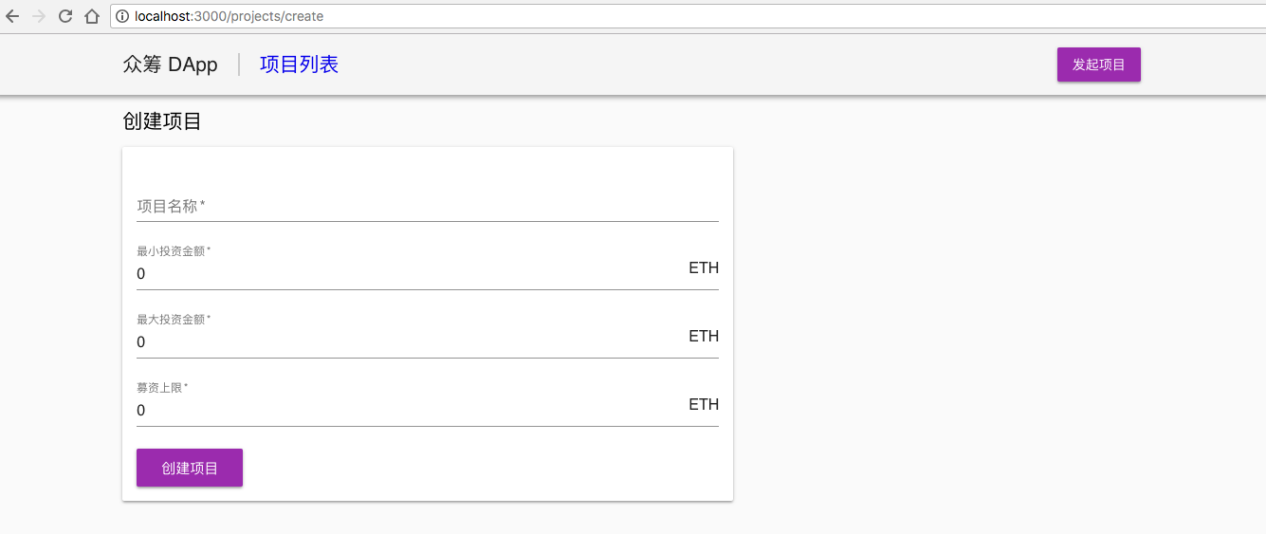 localhost:3000/projects/create
众筹 DApp 项目列表 发起项目
创建项目
项目名称 *
最小投资金额 *
0 ETH
最大投资金额 *
0 ETH
募资上限 *
0 ETH
创建项目